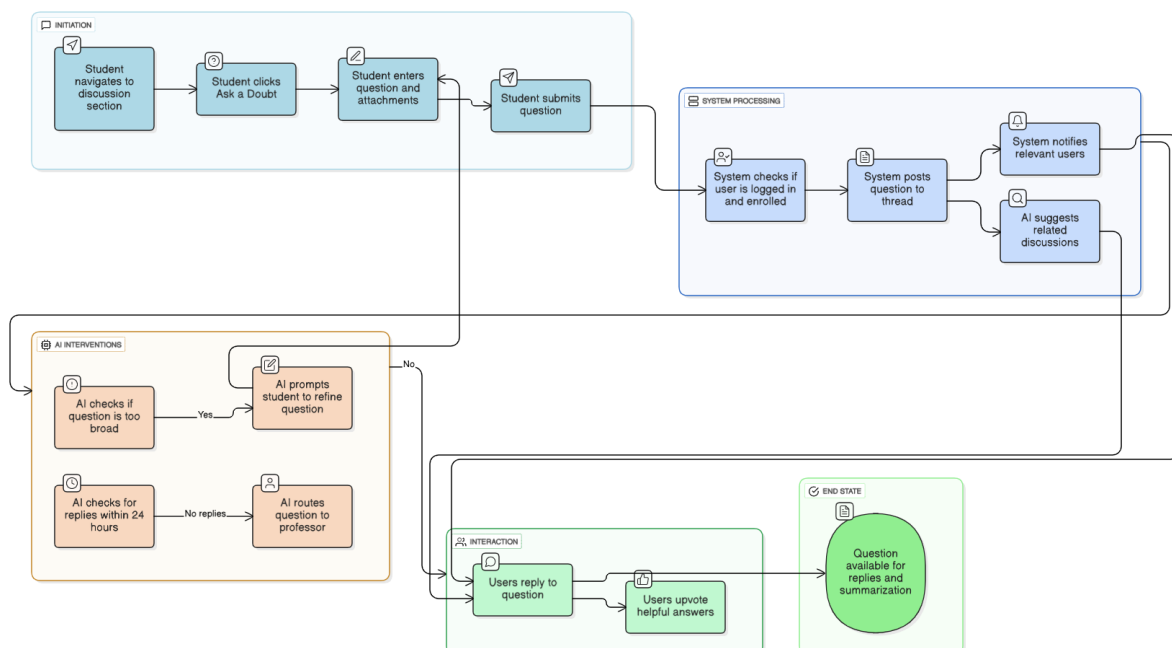 INITIATION
Student
navigates to
discussion
section
Student clicks
Ask a Doubt
Student enters
question and
attachments
Student submits
question
SYSTEM PROCESSING
System checks if
user is logged in
and enrolled
System posts
question to
thread
System notifies
relevant users
AI suggests
related
discussions
AI INTERVENTIONS
AI checks if
question is too
broad
Yes
AI prompts
student to refine
question
No
AI checks for
replies within 24
hours
No replies
AI routes
question to
professor
INTERACTION
Users reply to
question
Users upvote
helpful answers
END STATE
Question
available for
replies and
summarization